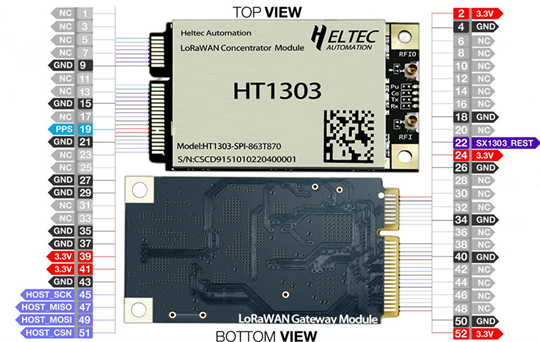 TOP VIEW
NC 1
NC 3
NC 5
NC 7
GND 9
NC 11
NC 13
GND 15
NC 17
PPS 19
GND 21
NC 23
NC 25
GND 27
GND 29
NC 31
NC 33
GND 35
GND 37
3.3V 39
3.3V 41
GND 43
HOST_SCK 45
HOST_MISO 47
HOST_MOSI 49
HOST_CSN 51
Heltec Automation
LoRaWAN Concentrator Module
HELTEC
AUTOMATION
HT1303
Model:HT1303-SPI-863T870
S/N:CSCD9151010220400001
RFIO
Pu
Co
Tx
Rx
RFI
LoRaWAN Gateway Module
2 3.3V
4 GND
6 NC
8 NC
10 NC
12 NC
14 NC
16 NC
18 GND
20 NC
22 SX1303_REST
24 3.3V
26 GND
28 NC
30 NC
32 NC
34 GND
36 NC
38 NC
40 GND
42 NC
44 NC
46 NC
48 NC
50 GND
52 3.3V
BOTTOM VIEW